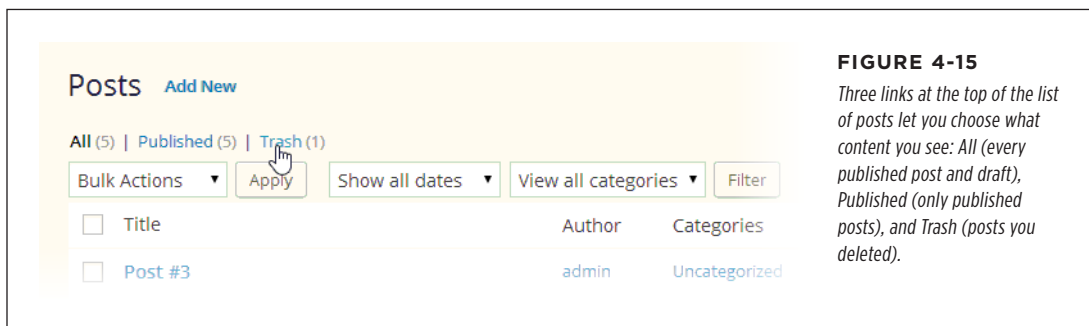 Posts Add New
All (5) | Published (5) | Trash (1)
Bulk Actions ▼ Apply Show all dates ▼ View all categories ▼ Filter
Title Author Categories
Post #3 admin Uncategorized
FIGURE 4-15
Three links at the top of the list
of posts let you choose what
content you see: All (every
published post and draft),
Published (only published
posts), and Trash (posts you
deleted).